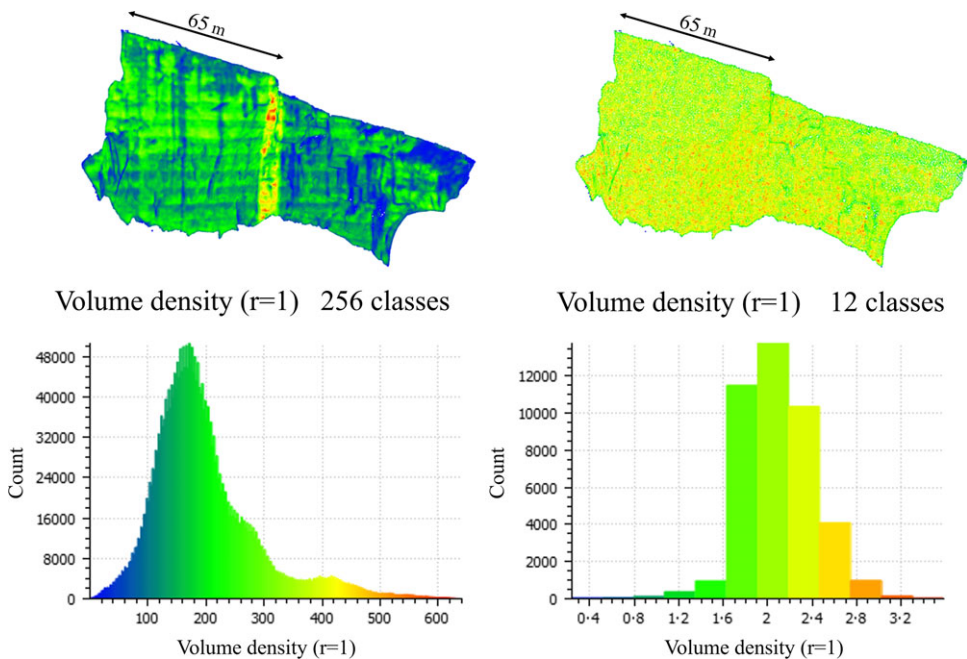 65 m
65 m
Volume density (r=1) 256 classes
Volume density (r=1) 12 classes
48000
40000
32000
24000
16000
8000
0
Count
100 200 300 400 500 600
Volume density (r=1)
12000
10000
8000
6000
4000
2000
0
Count
0·4 0·8 1·2 1·6 2 2·4 2·8 3·2
Volume density (r=1)